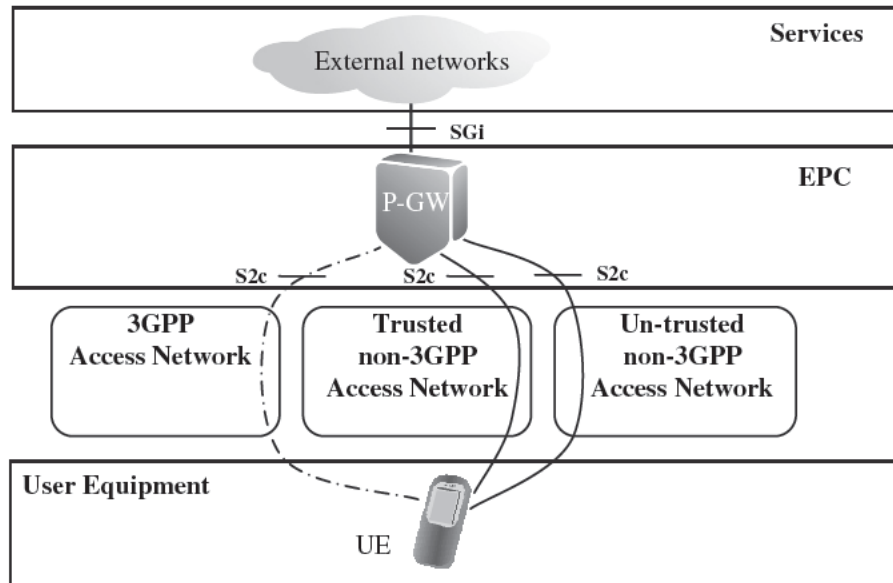 Services
External networks
SGi
EPC
P-GW
S2c
S2c
S2c
3GPP
Access Network
Trusted
non-3GPP
Access Network
Un-trusted
non-3GPP
Access Network
User Equipment
UE